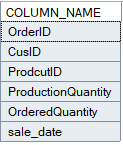 COLUMN_NAME
OrderID
CusID
ProdcutID
ProductionQuantity
OrderedQuantity
sale_date